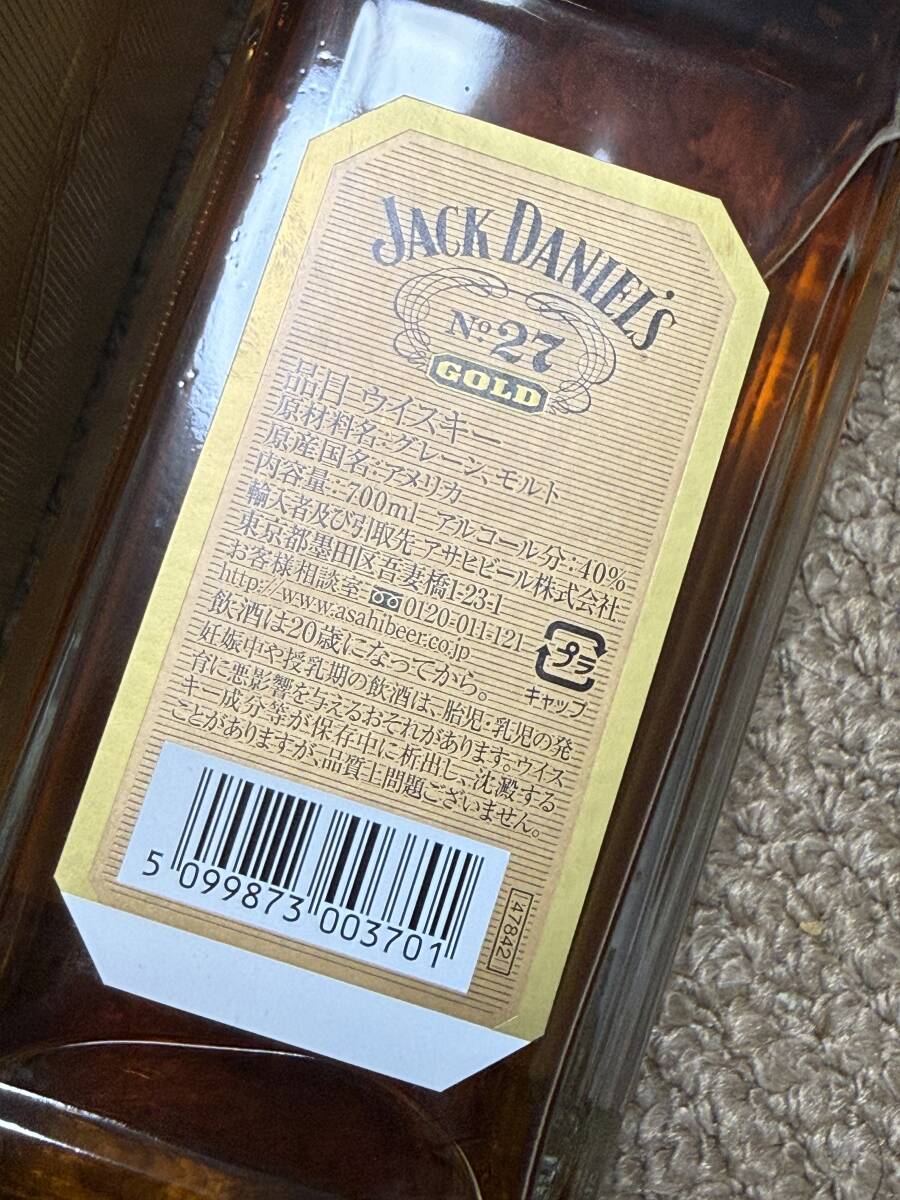 JACK DANIEL'S
No. 27
GOLD
品目 ウイスキー
原材料名:グレーン、モルト
原産国名:アメリカ
内容量:700ml アルコール分:40%
輸入者及び引取先 アサヒビール株式会社
東京都墨田区吾妻橋1-23-1
お客様相談室 0120-011-121
http://www.asahibeer.co.jp
飲酒は20歳になってから。
妊娠中や授乳期の飲酒は、胎児・乳児の発
育に悪影響を与えるおそれがあります。ウイス
キー成分等が保存中に析出し、沈澱する
ことがありますが、品質上問題ございません。
プラ
キャップ
5 099873 003701
47842